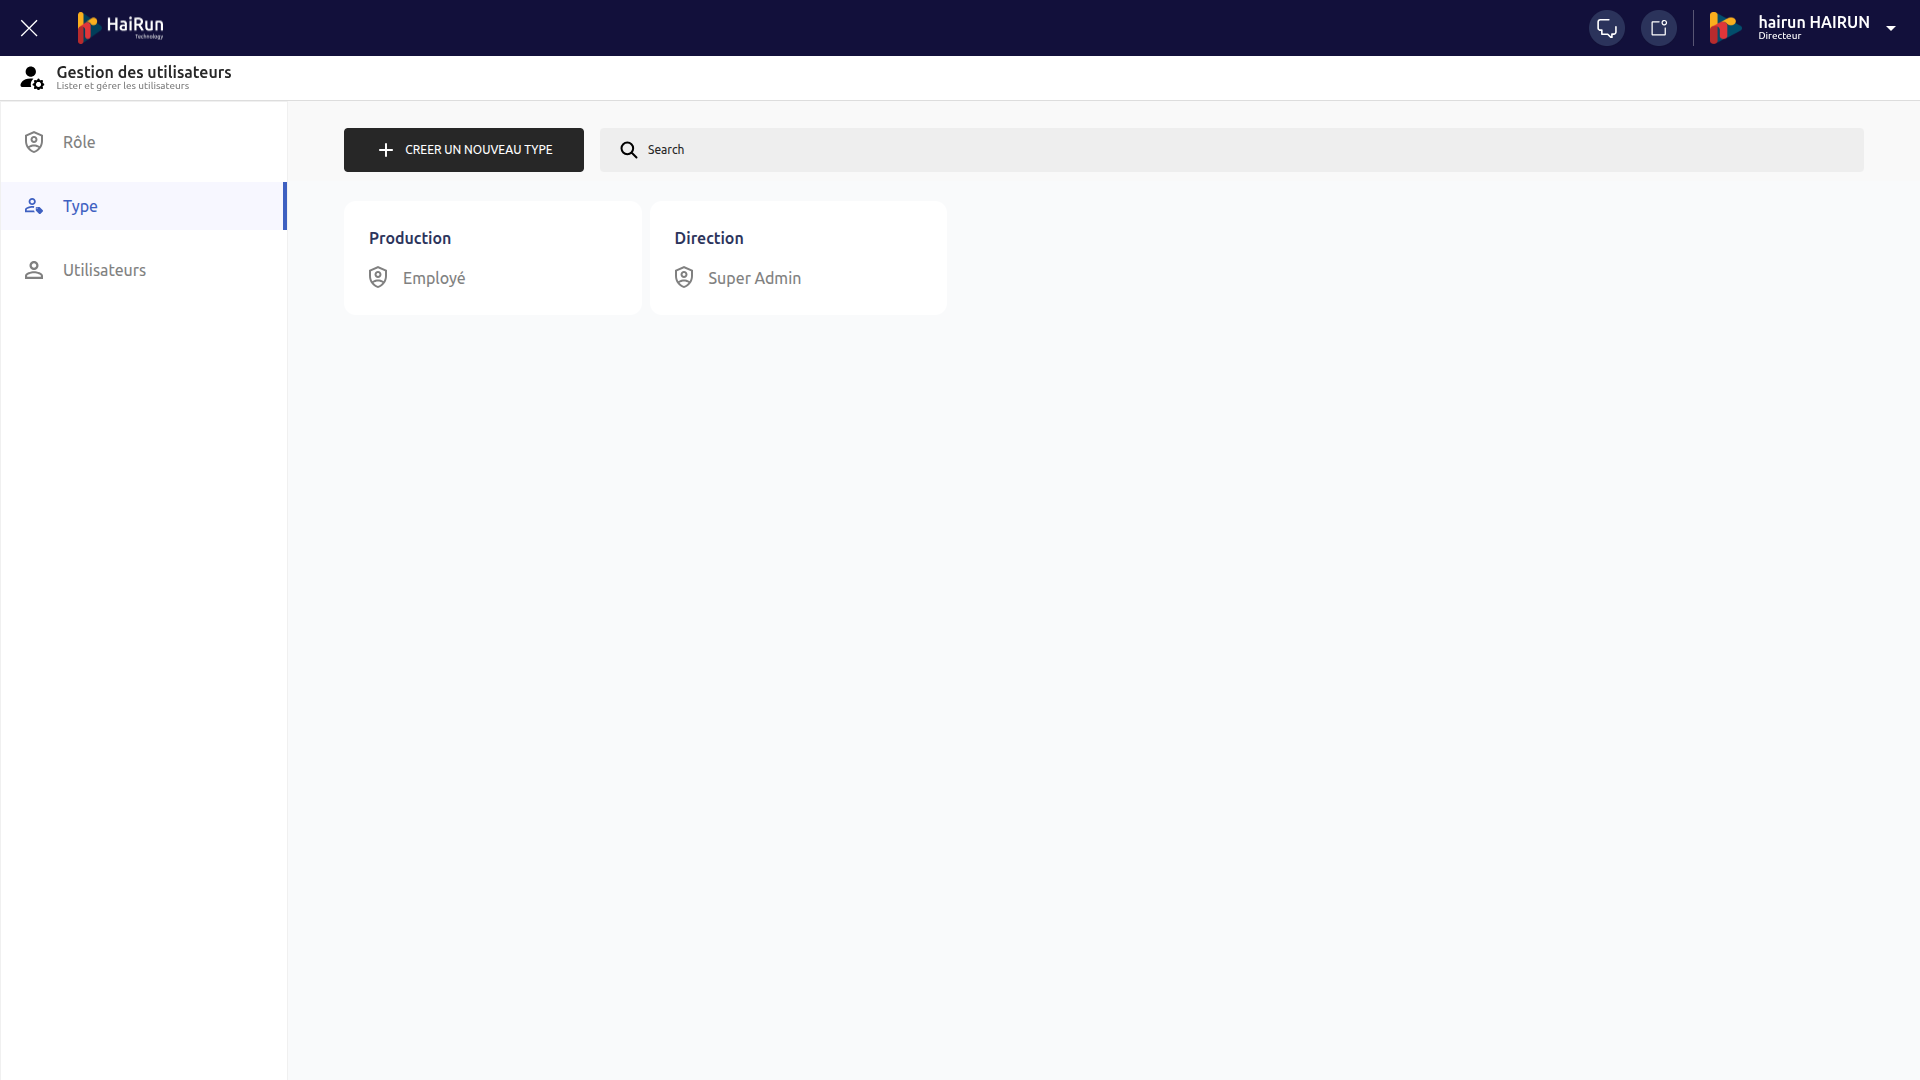 HaiRun
Technology
hairun HAIRUN
Directeur
Gestion des utilisateurs
Lister et gérer les utilisateurs
Rôle
Type
Utilisateurs
CREER UN NOUVEAU TYPE
Search
Production
Employé
Direction
Super Admin